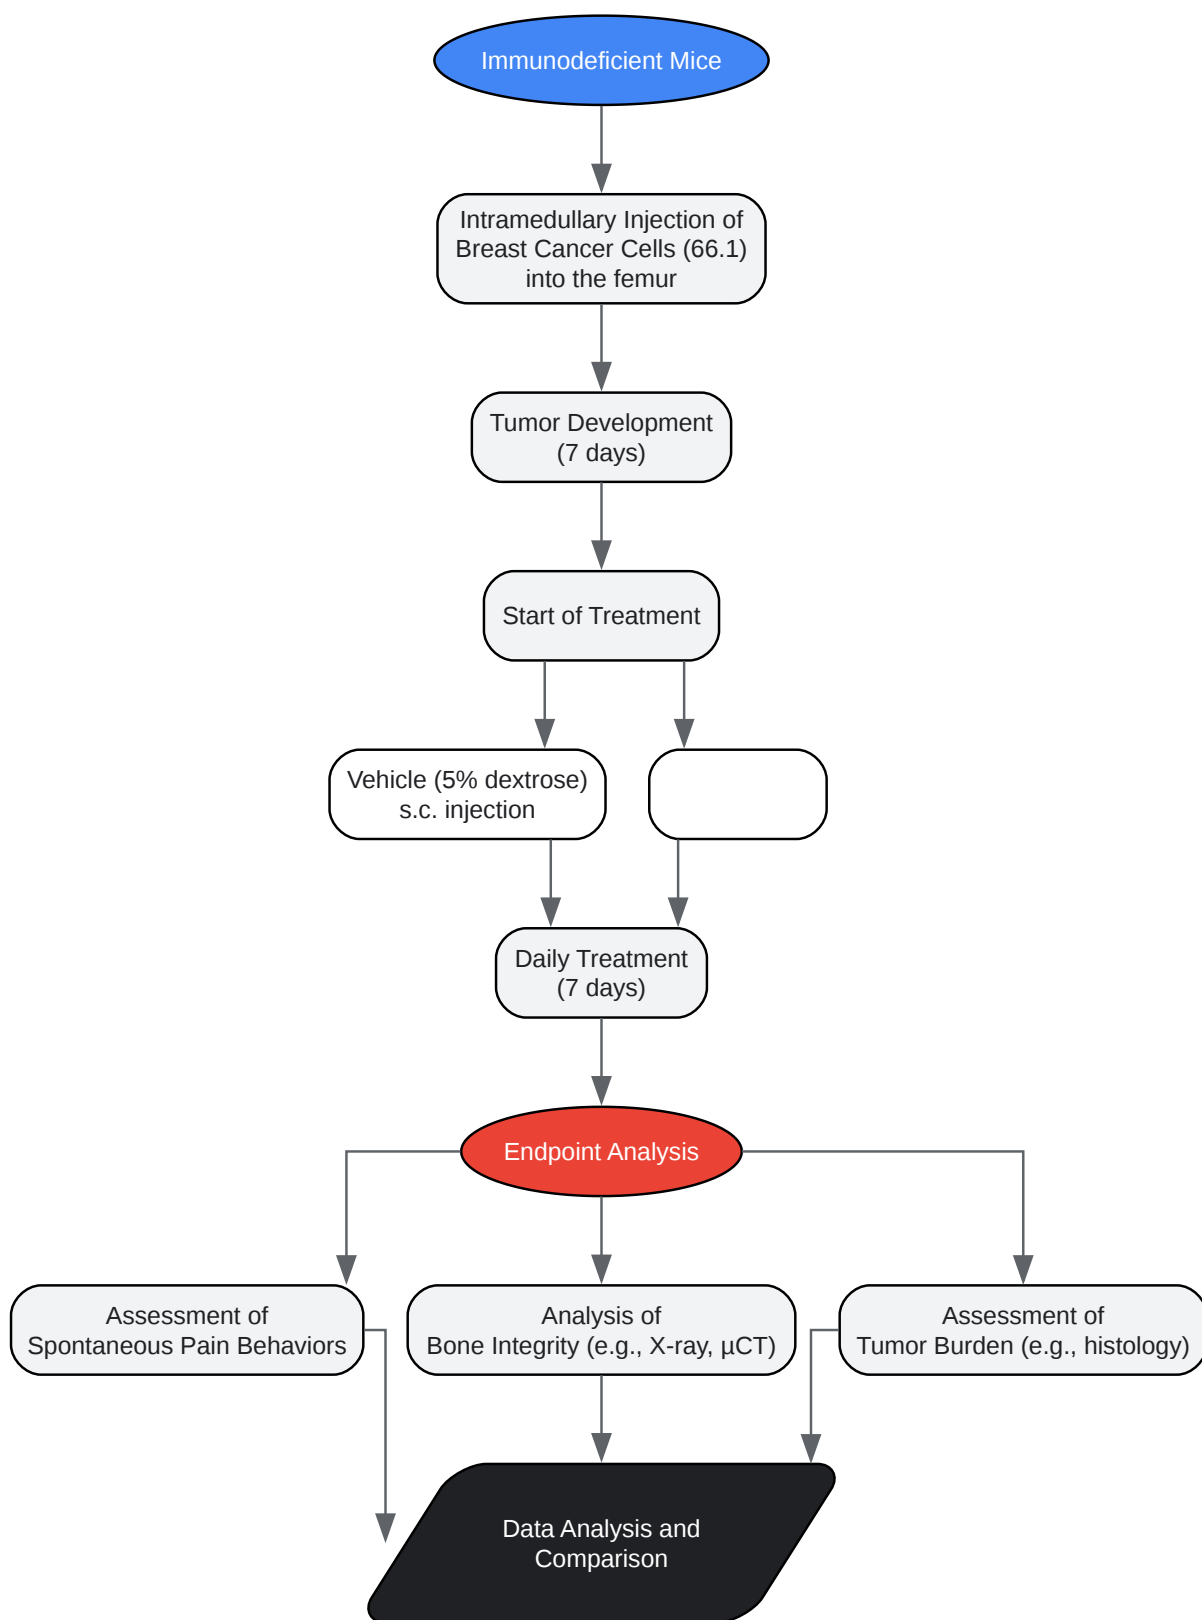 Immunodeficient Mice
Intramedullary Injection of
Breast Cancer Cells (66.1)
into the femur
Tumor Development
(7 days)
Start of Treatment
Vehicle (5% dextrose)
s.c. injection
Daily Treatment
(7 days)
Endpoint Analysis
Assessment of
Spontaneous Pain Behaviors
Analysis of
Bone Integrity (e.g., X-ray, µCT)
Assessment of
Tumor Burden (e.g., histology)
Data Analysis and
Comparison